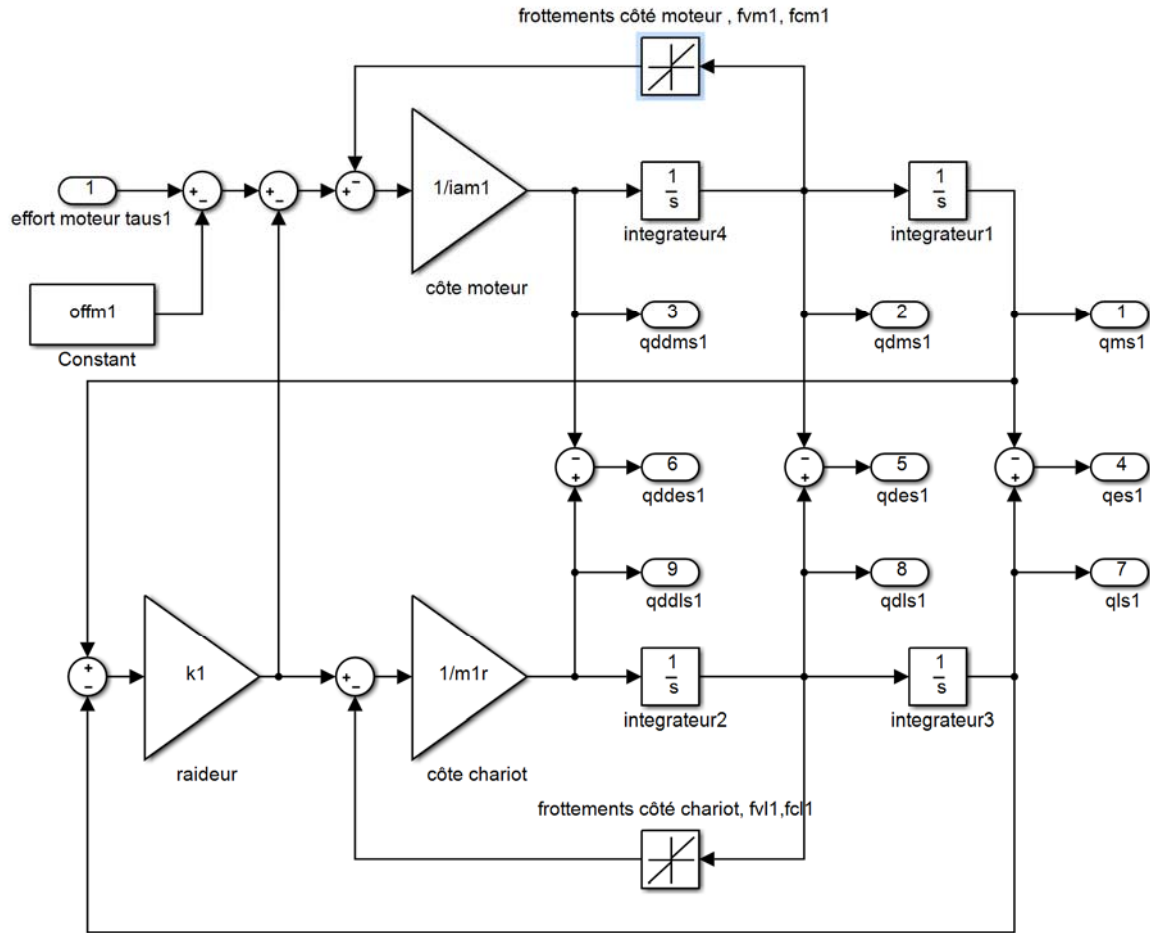 frottements côté moteur , fvm1, fcm1
1
effort moteur taus1
+
−
+
−
−
+
1/iam1
côte moteur
1
s
integrateur4
1
s
integrateur1
offm1
Constant
3
qddms1
2
qdms1
1
qms1
−
+
6
qddes1
−
+
5
qdes1
−
+
4
qes1
9
qddls1
8
qdls1
7
qls1
+
−
k1
raideur
+
−
1/m1r
côte chariot
1
s
integrateur2
1
s
integrateur3
frottements côté chariot, fvl1,fcl1